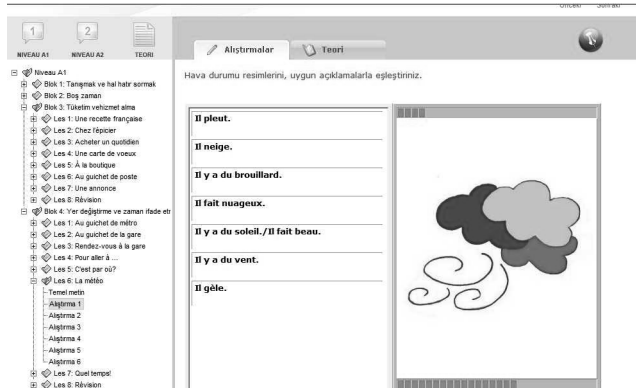 Önceki Sonraki
1
2
NIVEAU A1
NIVEAU A2
TEORI
Niveau A1
Blok 1: Tanışmak ve hal hatır sormak
Blok 2: Boş zaman
Blok 3: Tüketim vehizmet alma
Les 1: Une recette française
Les 2: Chez l'épicier
Les 3: Acheter un quotidien
Les 4: Une carte de voeux
Les 5: À la boutique
Les 6: Au guichet de poste
Les 7: Une annonce
Les 8: Révision
Blok 4: Yer değiştirme ve zaman ifade etr
Les 1: Au guichet de métro
Les 2: Au guichet de la gare
Les 3: Rendez-vous à la gare
Les 4: Pour aller à ...
Les 5: C'est par où?
Les 6: La météo
Temel metin
Alıştırma 1
Alıştırma 2
Alıştırma 3
Alıştırma 4
Alıştırma 5
Alıştırma 6
Les 7: Quel temps!
Les 8: Révision
Alıştırmalar
Teori
Hava durumu resimlerini, uygun açıklamalarla eşleştiriniz.
Il pleut.
Il neige.
Il y a du brouillard.
Il fait nuageux.
Il y a du soleil./Il fait beau.
Il y a du vent.
Il gèle.